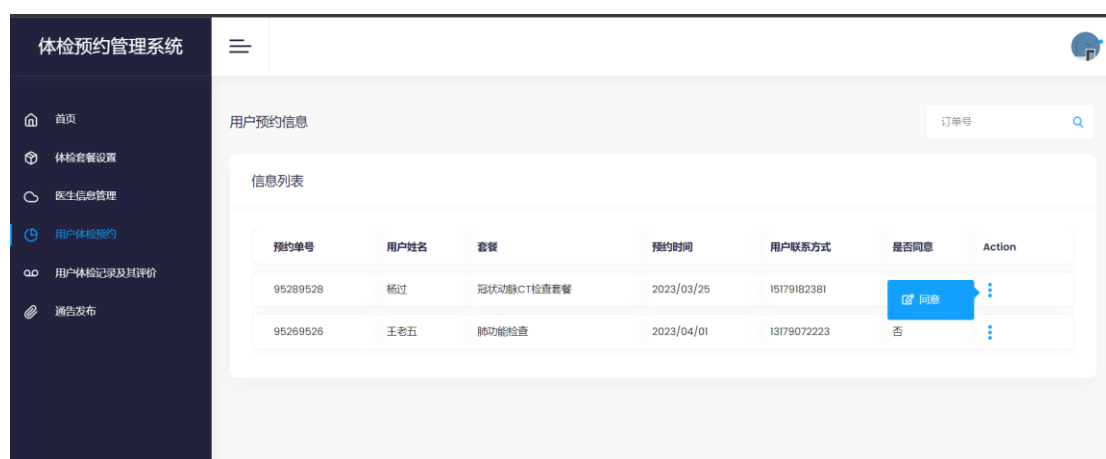 体检预约管理系统
首页
体检套餐设置
医生信息管理
用户体检预约
用户体检记录及其评价
通告发布
用户预约信息
订单号
信息列表
预约单号 用户姓名 套餐 预约时间 用户联系方式 是否同意 Action
95289528 杨过 冠状动脉CT检查套餐 2023/03/25 15179182381
同意
95269526 王老五 肺功能检查 2023/04/01 13179072223 否